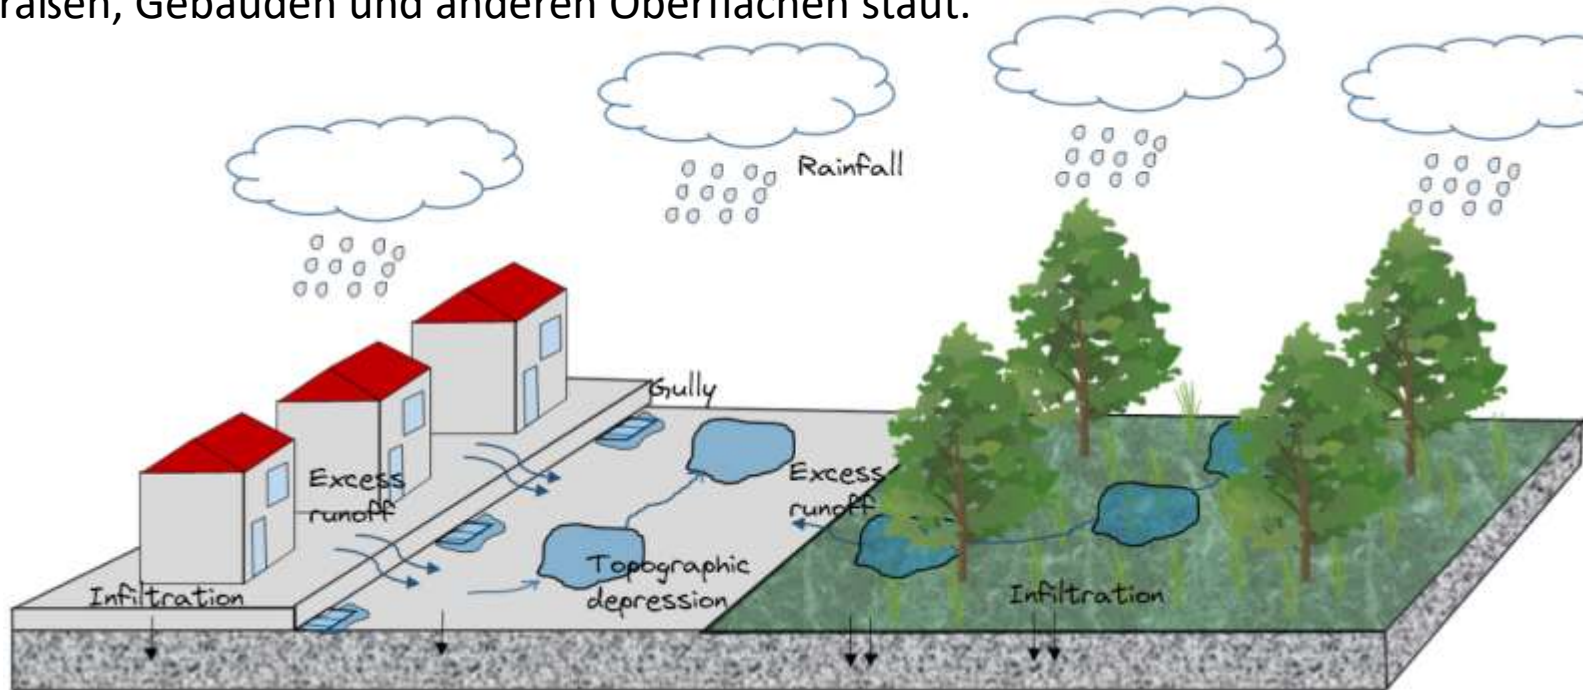 raßen, Gebäuden und anderen Oberflächen staut.
Rainfall
Gully
Excess
runoff
Excess
runoff
Topographic
depression
Infiltration
Infiltration